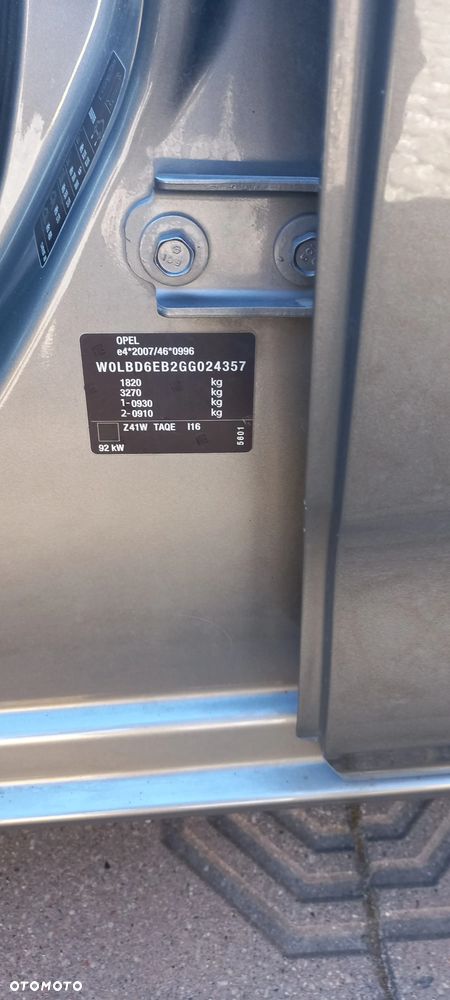 OPEL
e4*2007/46*0996
W0LBD6EB2GG024357
1820 kg
3270 kg
1-0930 kg
2-0910 kg
Z41W TAQE I16
92 kW
5601
OTOMOTO